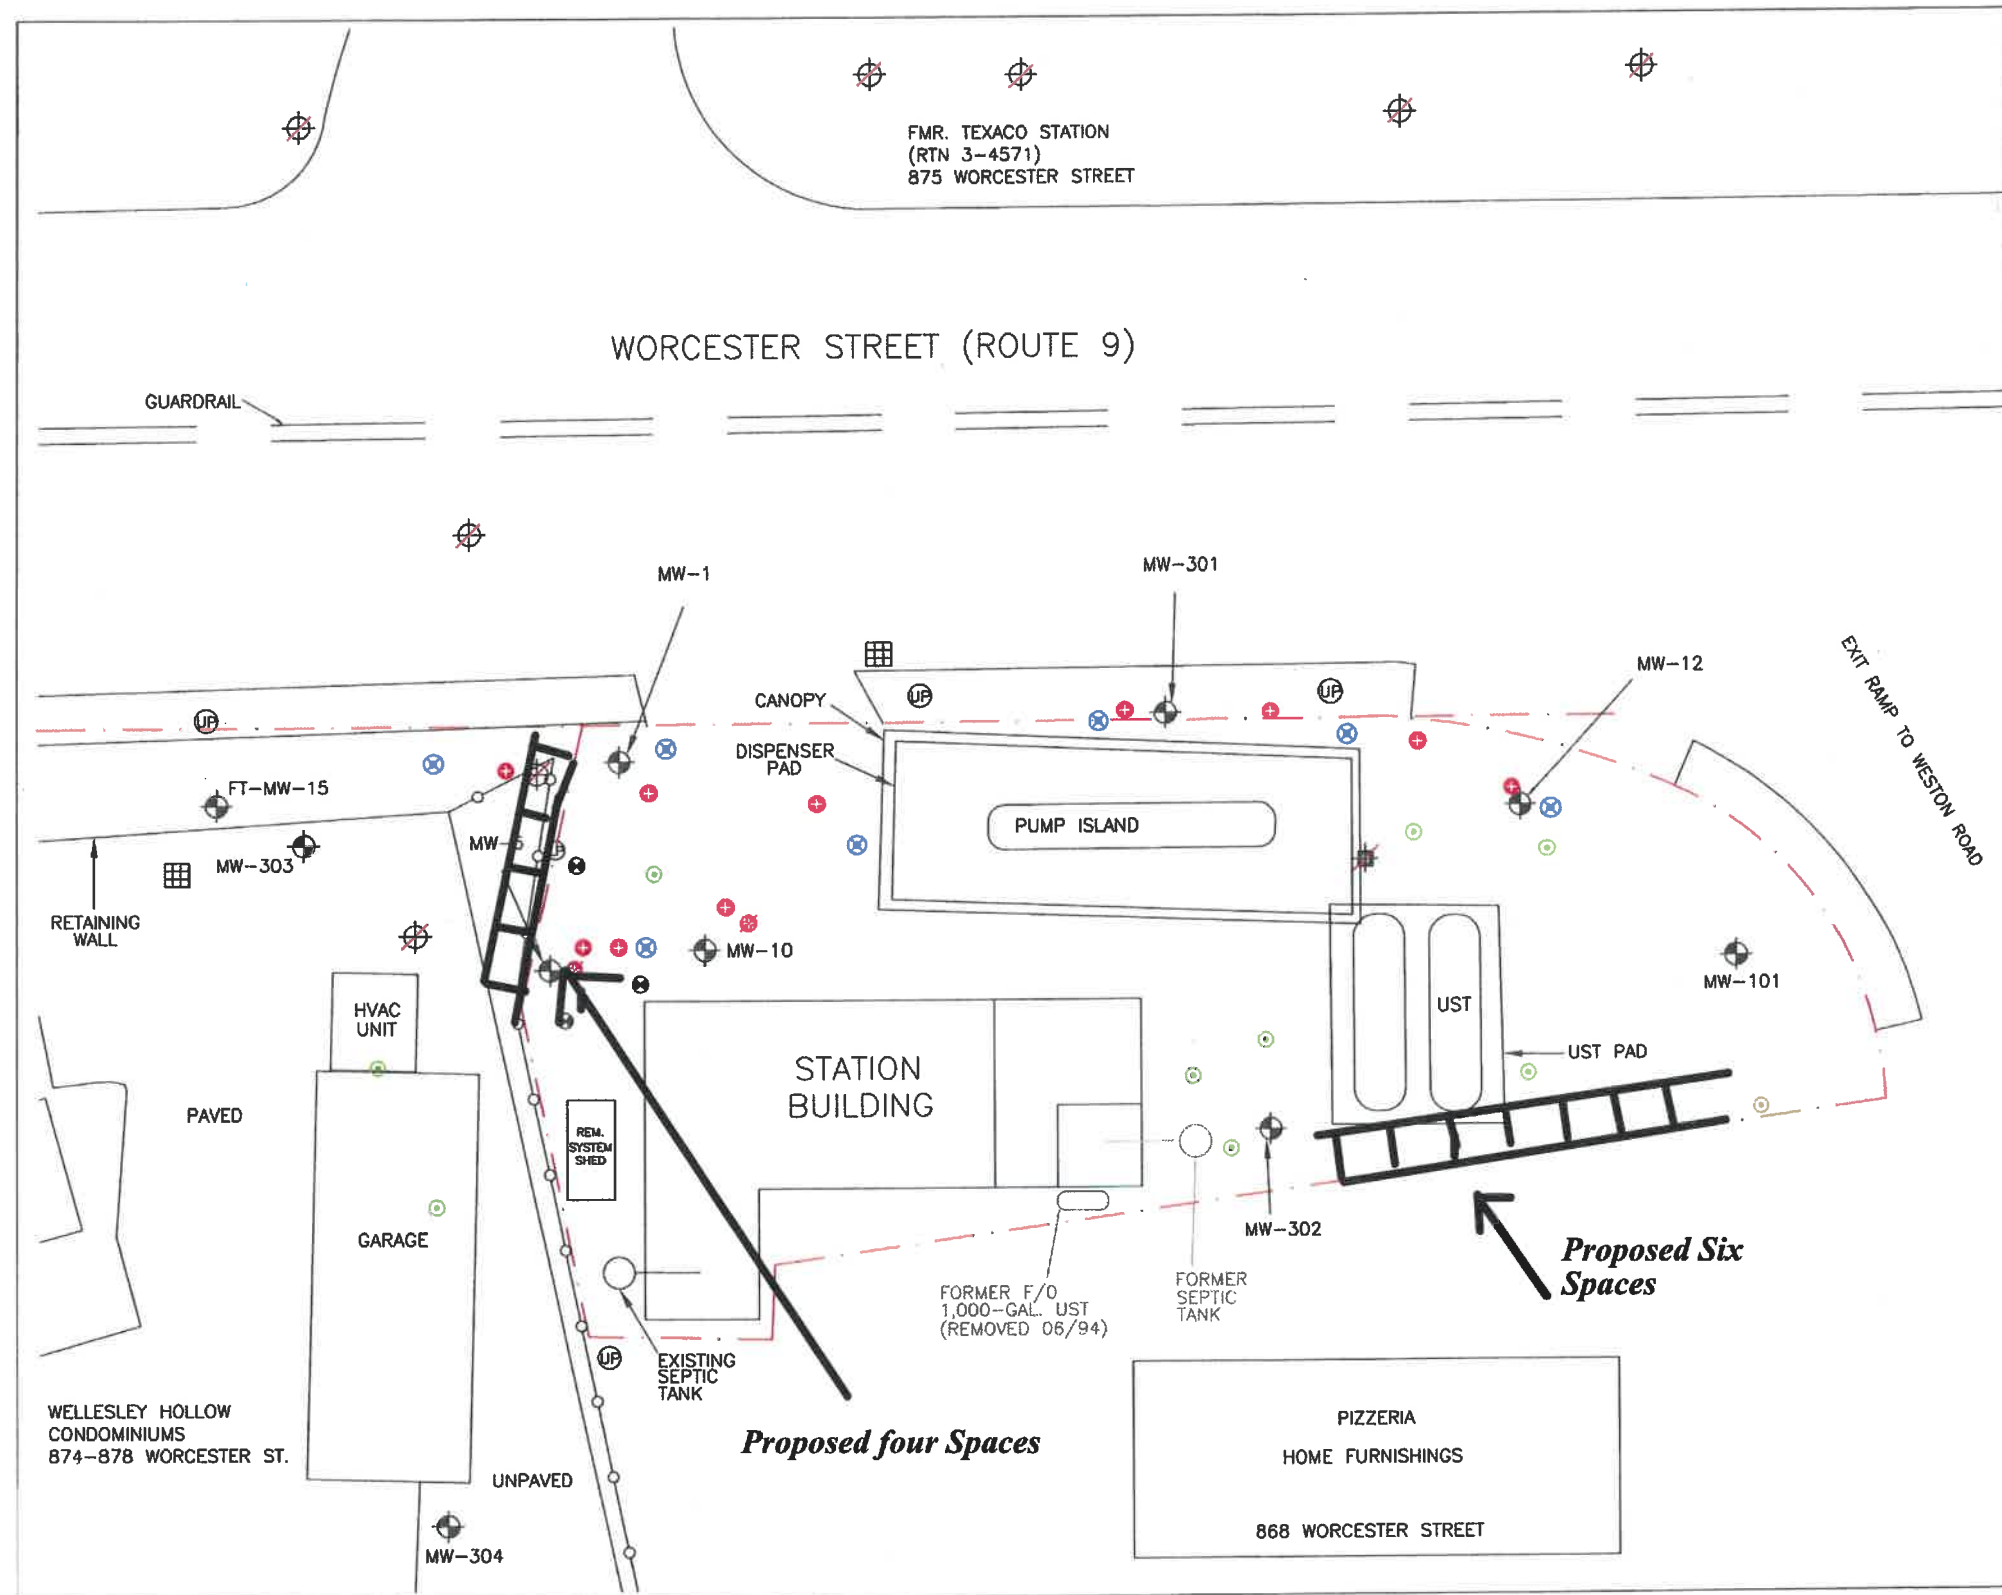 FMR. TEXACO STATION
(RTN 3-4571)
875 WORCESTER STREET
WORCESTER STREET (ROUTE 9)
GUARDRAIL
MW-1
MW-301
MW-12
EXIT RAMP TO WESTON ROAD
CANOPY
UP
UP
UP
DISPENSER
PAD
FT-MW-15
PUMP ISLAND
MW-303
RETAINING
WALL
MW-10
MW-101
HVAC
UNIT
UST
UST PAD
STATION
BUILDING
PAVED
REM.
SYSTEM
SHED
GARAGE
MW-302
Proposed Six
Spaces
FORMER F/O
1,000-GAL. UST
(REMOVED 06/94)
FORMER
SEPTIC
TANK
UP
EXISTING
SEPTIC
TANK
WELLESLEY HOLLOW
CONDOMINIUMS
874-878 WORCESTER ST.
Proposed four Spaces
PIZZERIA
HOME FURNISHINGS
868 WORCESTER STREET
UNPAVED
MW-304